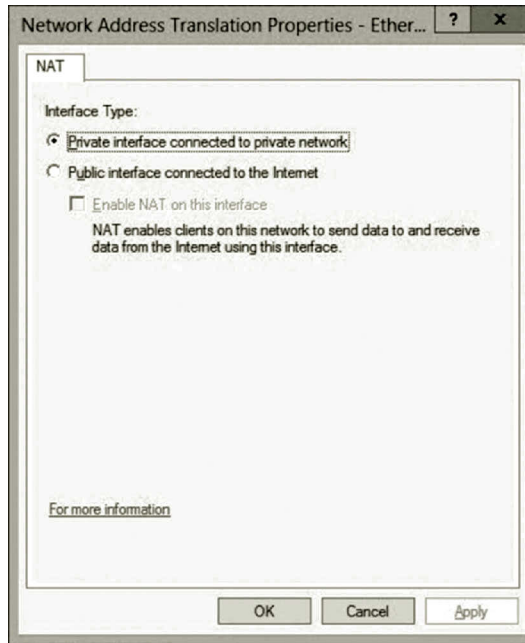 Network Address Translation Properties - Ether...
?
x
NAT
Interface Type:
Private interface connected to private network
Public interface connected to the Internet
Enable NAT on this interface
NAT enables clients on this network to send data to and receive
data from the Internet using this interface.
For more information
OK
Cancel
Apply